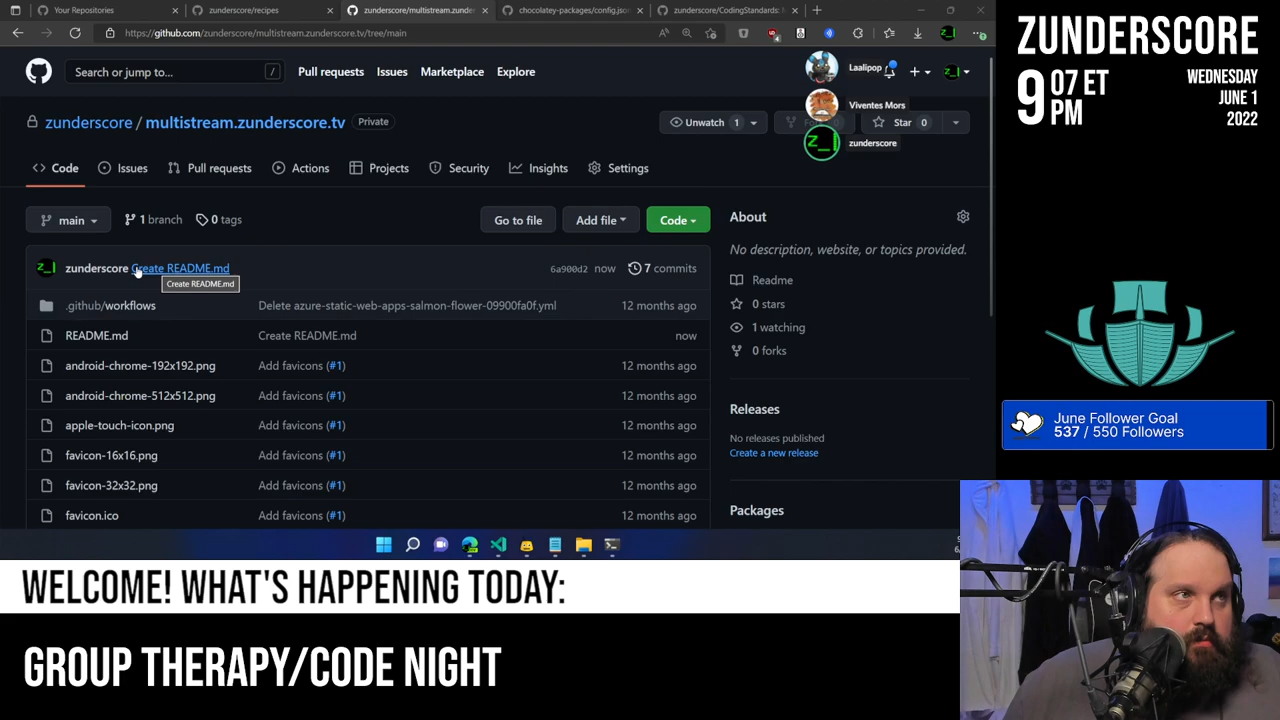 Your Repositories
zunderscore/recipes
zunderscore/multistream.zunder
chocolatey-packages/config.json
zunderscore/CodingStandards: M
https://github.com/zunderscore/multistream.zunderscore.tv/tree/main
Search or jump to...
/
Pull requests
Issues
Marketplace
Explore
Laalipop
Viventes Mors
zunderscore
zunderscore / multistream.zunderscore.tv
Private
Unwatch 1
Star 0
Code
Issues
Pull requests
Actions
Projects
Security
Insights
Settings
main
1 branch
0 tags
Go to file
Add file
Code
zunderscore Create README.md
6a900d2 now
7 commits
Create README.md
.github/workflows
Delete azure-static-web-apps-salmon-flower-09900fa0f.yml
12 months ago
README.md
Create README.md
now
android-chrome-192x192.png
Add favicons (#1)
12 months ago
android-chrome-512x512.png
Add favicons (#1)
12 months ago
apple-touch-icon.png
Add favicons (#1)
12 months ago
favicon-16x16.png
Add favicons (#1)
12 months ago
favicon-32x32.png
Add favicons (#1)
12 months ago
favicon.ico
Add favicons (#1)
12 months ago
About
No description, website, or topics provided.
Readme
0 stars
1 watching
0 forks
Releases
No releases published
Create a new release
Packages
ZUNDERSCORE
9 07 ET
PM
WEDNESDAY
JUNE 1
2022
June Follower Goal
537 / 550 Followers
WELCOME! WHAT'S HAPPENING TODAY:
GROUP THERAPY/CODE NIGHT